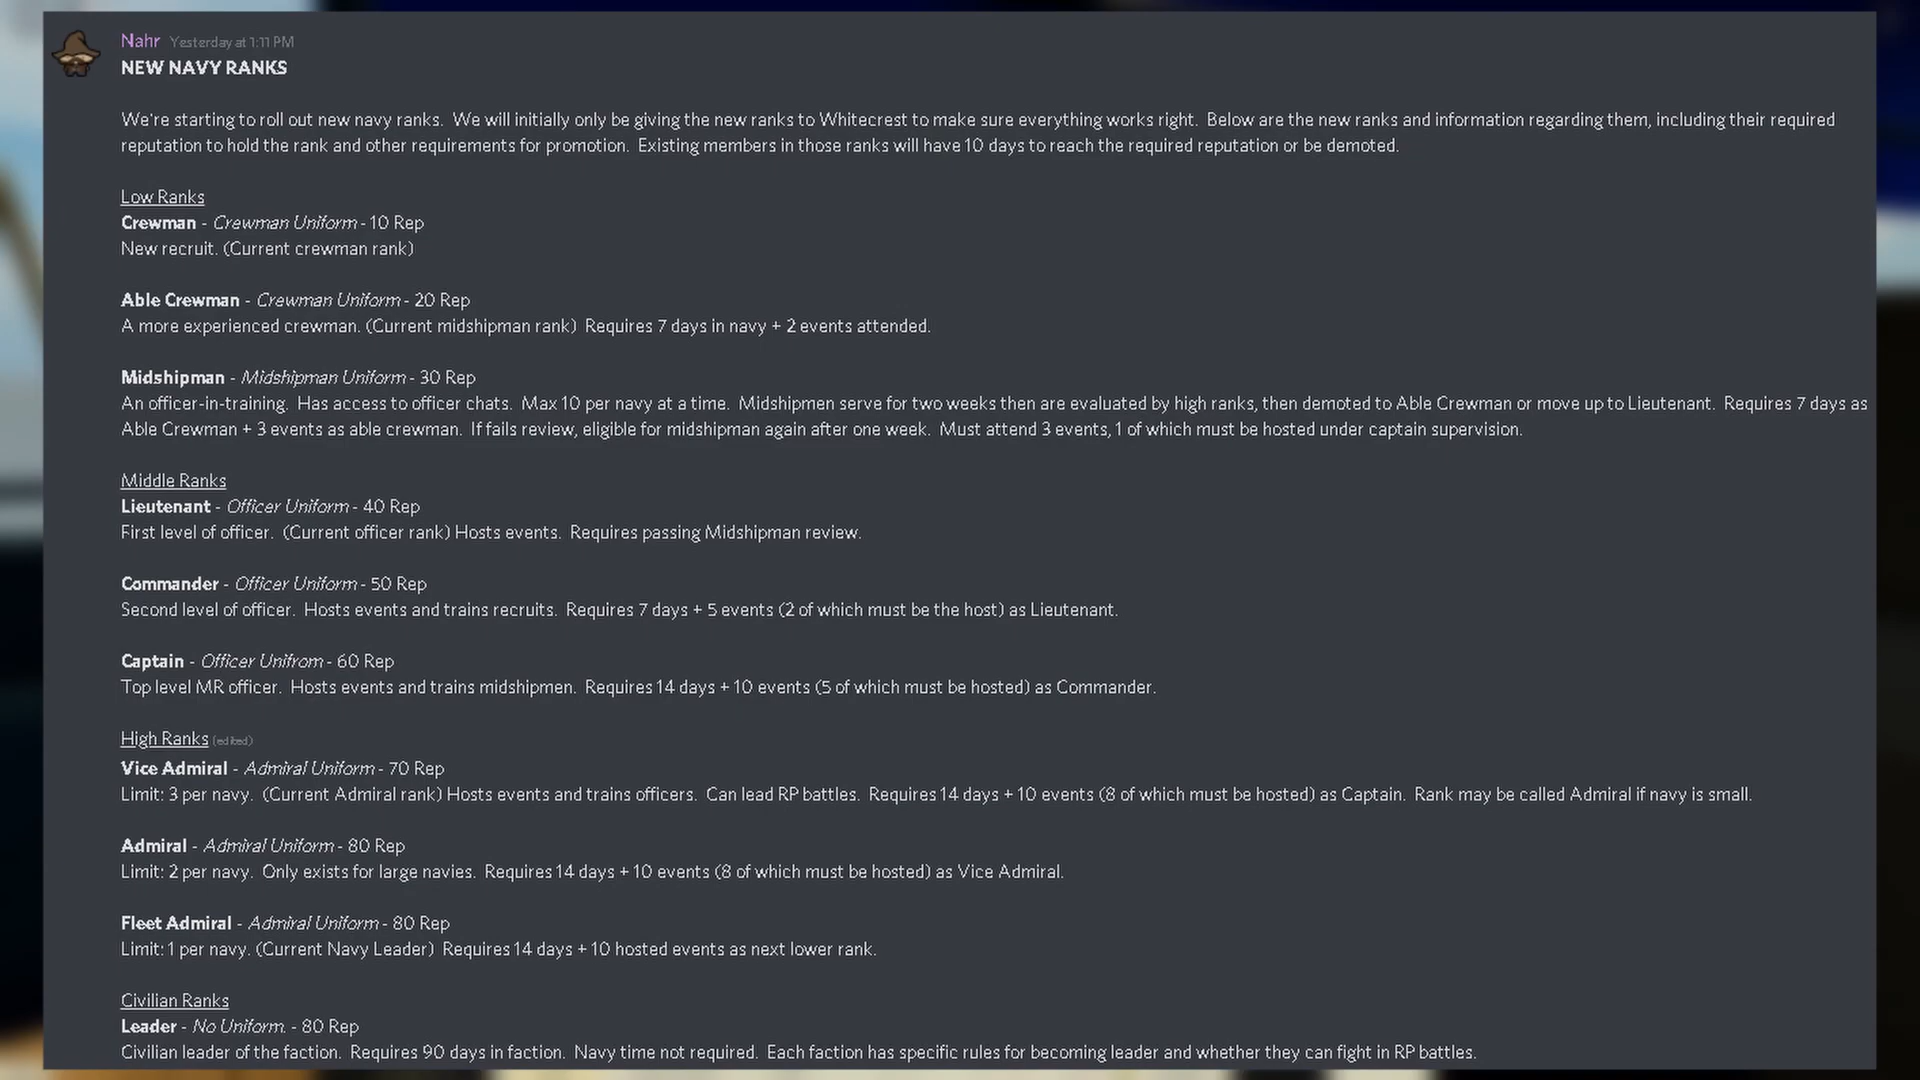 Nahr Yesterday at 1:11 PM
NEW NAVY RANKS
We're starting to roll out new navy ranks. We will initially only be giving the new ranks to Whitecrest to make sure everything works right. Below are the new ranks and information regarding them, including their required
reputation to hold the rank and other requirements for promotion. Existing members in those ranks will have 10 days to reach the required reputation or be demoted.
Low Ranks
Crewman - Crewman Uniform - 10 Rep
New recruit. (Current crewman rank)
Able Crewman - Crewman Uniform - 20 Rep
A more experienced crewman. (Current midshipman rank) Requires 7 days in navy + 2 events attended.
Midshipman - Midshipman Uniform - 30 Rep
An officer-in-training. Has access to officer chats. Max 10 per navy at a time. Midshipmen serve for two weeks then are evaluated by high ranks, then demoted to Able Crewman or move up to Lieutenant. Requires 7 days as
Able Crewman + 3 events as able crewman. If fails review, eligible for midshipman again after one week. Must attend 3 events, 1 of which must be hosted under captain supervision.
Middle Ranks
Lieutenant - Officer Uniform - 40 Rep
First level of officer. (Current officer rank) Hosts events. Requires passing Midshipman review.
Commander - Officer Uniform - 50 Rep
Second level of officer. Hosts events and trains recruits. Requires 7 days + 5 events (2 of which must be the host) as Lieutenant.
Captain - Officer Unifrom - 60 Rep
Top level MR officer. Hosts events and trains midshipmen. Requires 14 days + 10 events (5 of which must be hosted) as Commander.
High Ranks (edited)
Vice Admiral - Admiral Uniform - 70 Rep
Limit: 3 per navy. (Current Admiral rank) Hosts events and trains officers. Can lead RP battles. Requires 14 days + 10 events (8 of which must be hosted) as Captain. Rank may be called Admiral if navy is small.
Admiral - Admiral Uniform - 80 Rep
Limit: 2 per navy. Only exists for large navies. Requires 14 days + 10 events (8 of which must be hosted) as Vice Admiral.
Fleet Admiral - Admiral Uniform - 80 Rep
Limit: 1 per navy. (Current Navy Leader) Requires 14 days + 10 hosted events as next lower rank.
Civilian Ranks
Leader - No Uniform. - 80 Rep
Civilian leader of the faction. Requires 90 days in faction. Navy time not required. Each faction has specific rules for becoming leader and whether they can fight in RP battles.